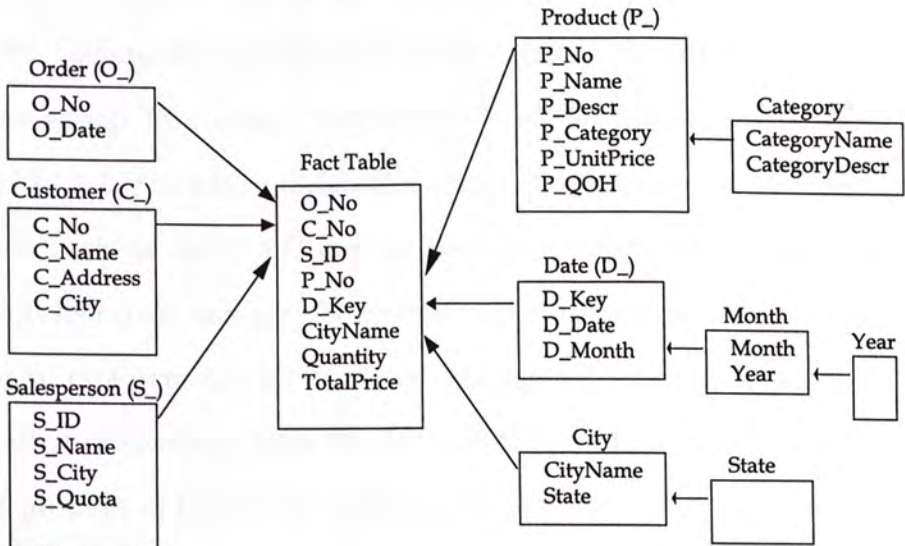 Order (O_)
O_No
O_Date
Customer (C_)
C_No
C_Name
C_Address
C_City
Salesperson (S_)
S_ID
S_Name
S_City
S_Quota
Fact Table
O_No
C_No
S_ID
P_No
D_Key
CityName
Quantity
TotalPrice
Product (P_)
P_No
P_Name
P_Descr
P_Category
P_UnitPrice
P_QOH
Category
CategoryName
CategoryDescr
Date (D_)
D_Key
D_Date
D_Month
Month
Month
Year
Year
City
CityName
State
State